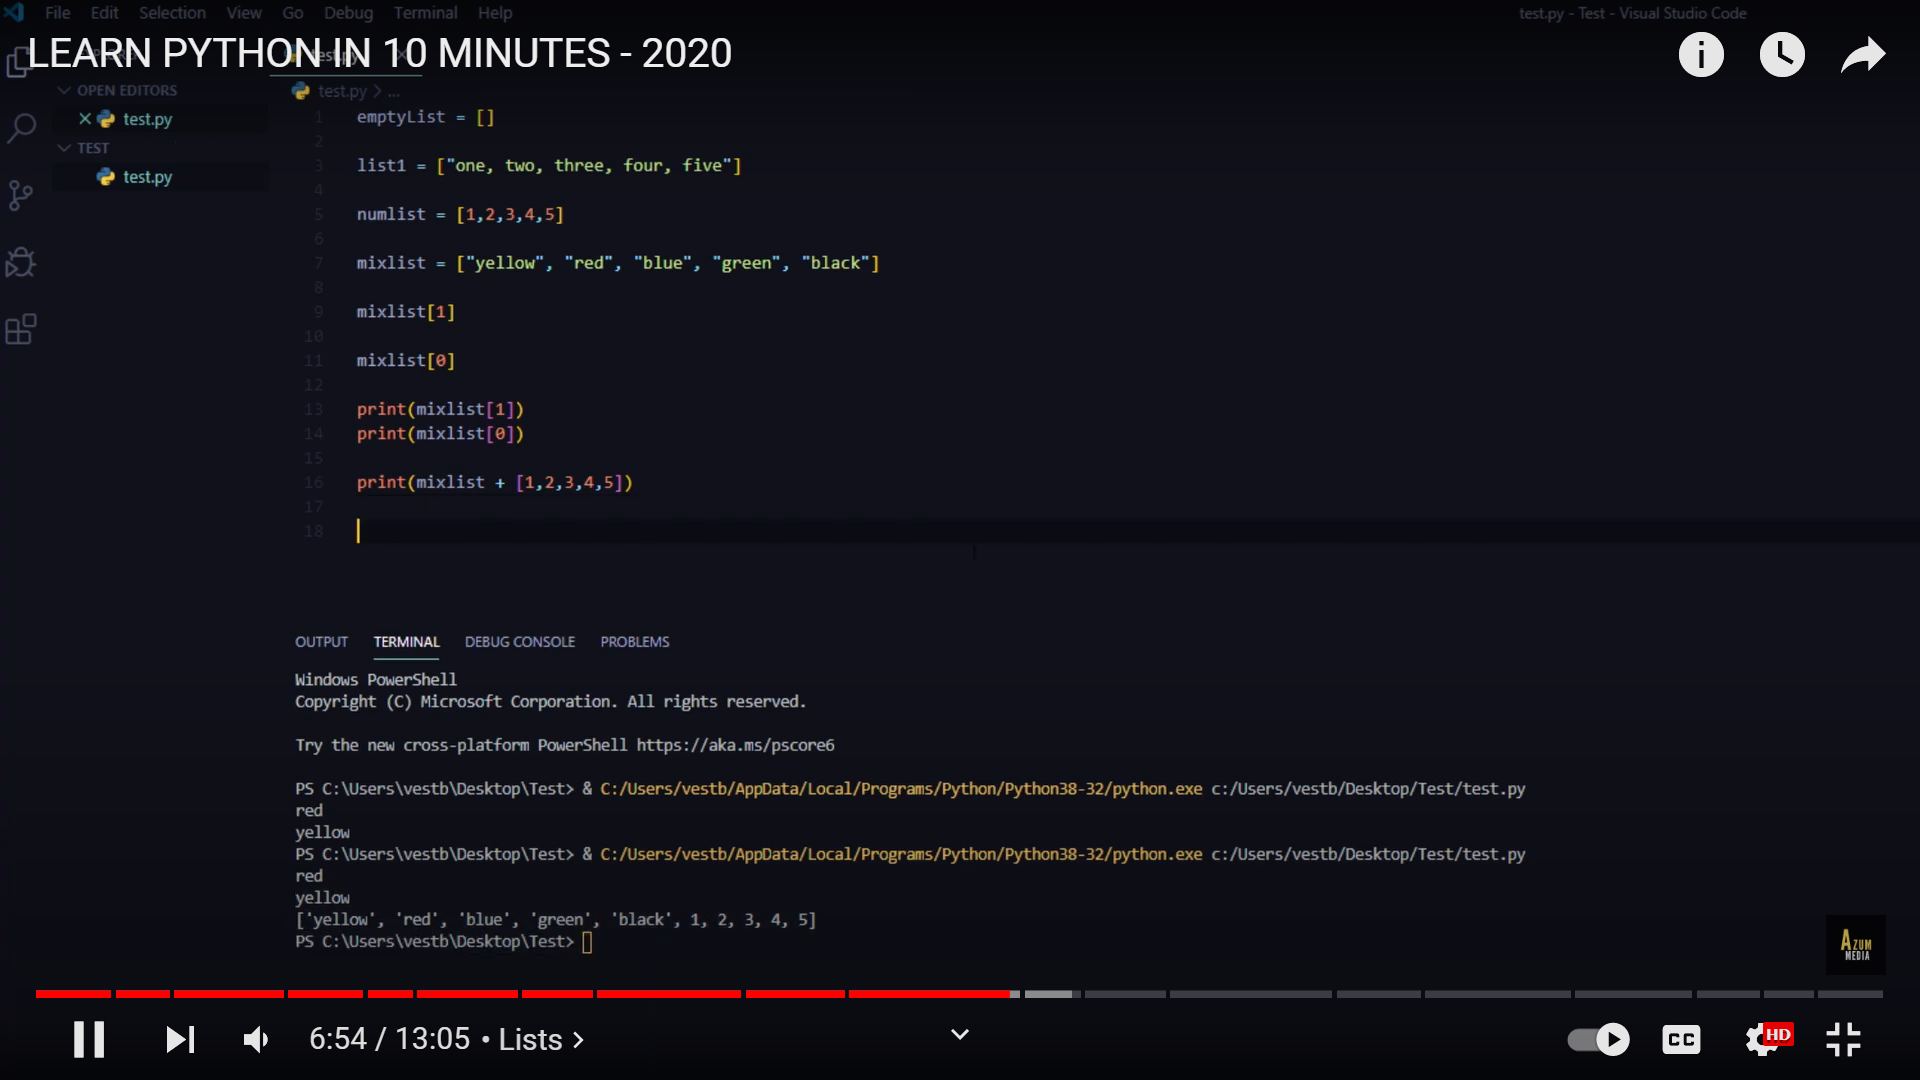 File Edit Selection View Go Debug Terminal Help
test.py - Test - Visual Studio Code
LEARN PYTHON IN 10 MINUTES - 2020
test.py
OPEN EDITORS
test.py
TEST
test.py
test.py > ...
1 emptyList = []
2
3 list1 = ["one, two, three, four, five"]
4
5 numlist = [1,2,3,4,5]
6
7 mixlist = ["yellow", "red", "blue", "green", "black"]
8
9 mixlist[1]
10
11 mixlist[0]
12
13 print(mixlist[1])
14 print(mixlist[0])
15
16 print(mixlist + [1,2,3,4,5])
17
18
OUTPUT TERMINAL DEBUG CONSOLE PROBLEMS
Windows PowerShell
Copyright (C) Microsoft Corporation. All rights reserved.
Try the new cross-platform PowerShell https://aka.ms/pscore6
PS C:\Users\vestb\Desktop\Test> & C:/Users/vestb/AppData/Local/Programs/Python/Python38-32/python.exe c:/Users/vestb/Desktop/Test/test.py
red
yellow
PS C:\Users\vestb\Desktop\Test> & C:/Users/vestb/AppData/Local/Programs/Python/Python38-32/python.exe c:/Users/vestb/Desktop/Test/test.py
red
yellow
['yellow', 'red', 'blue', 'green', 'black', 1, 2, 3, 4, 5]
PS C:\Users\vestb\Desktop\Test>
AZUM
MEDIA
6:54 / 13:05 • Lists >
CC
HD